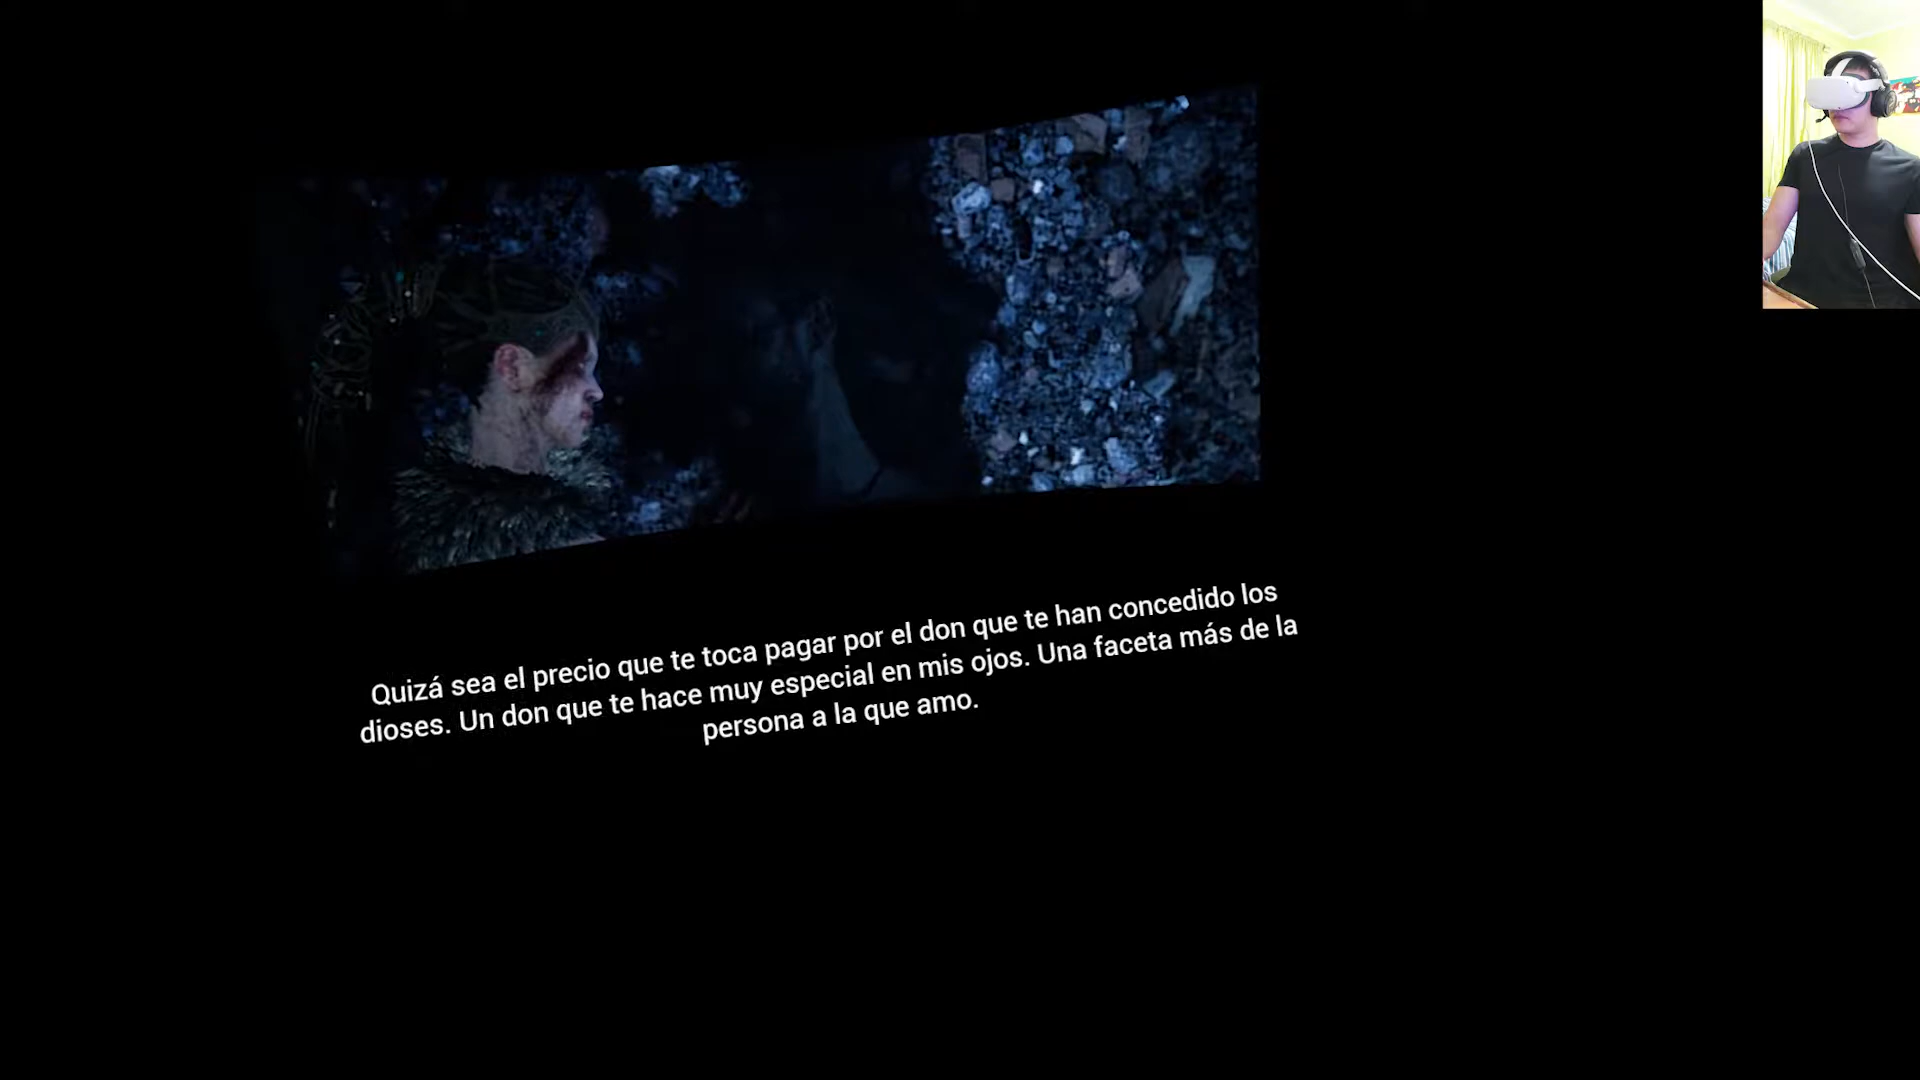 Quizá sea el precio que te toca pagar por el don que te han concedido los
dioses. Un don que te hace muy especial en mis ojos. Una faceta más de la
persona a la que amo.